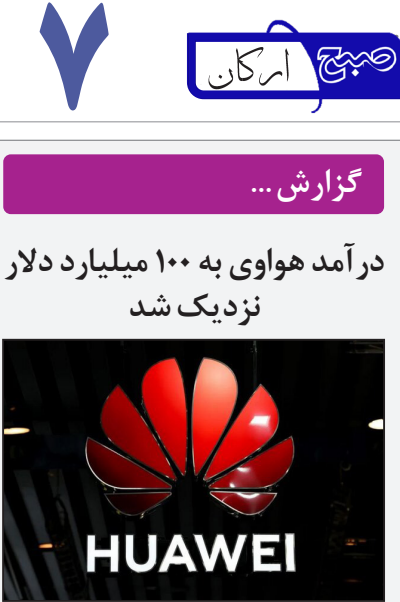 ۷
صبح ارکان
گزارش ...
درآمد هواوی به ۱۰۰ میلیارد دلار
نزدیک شد
HUAWEI